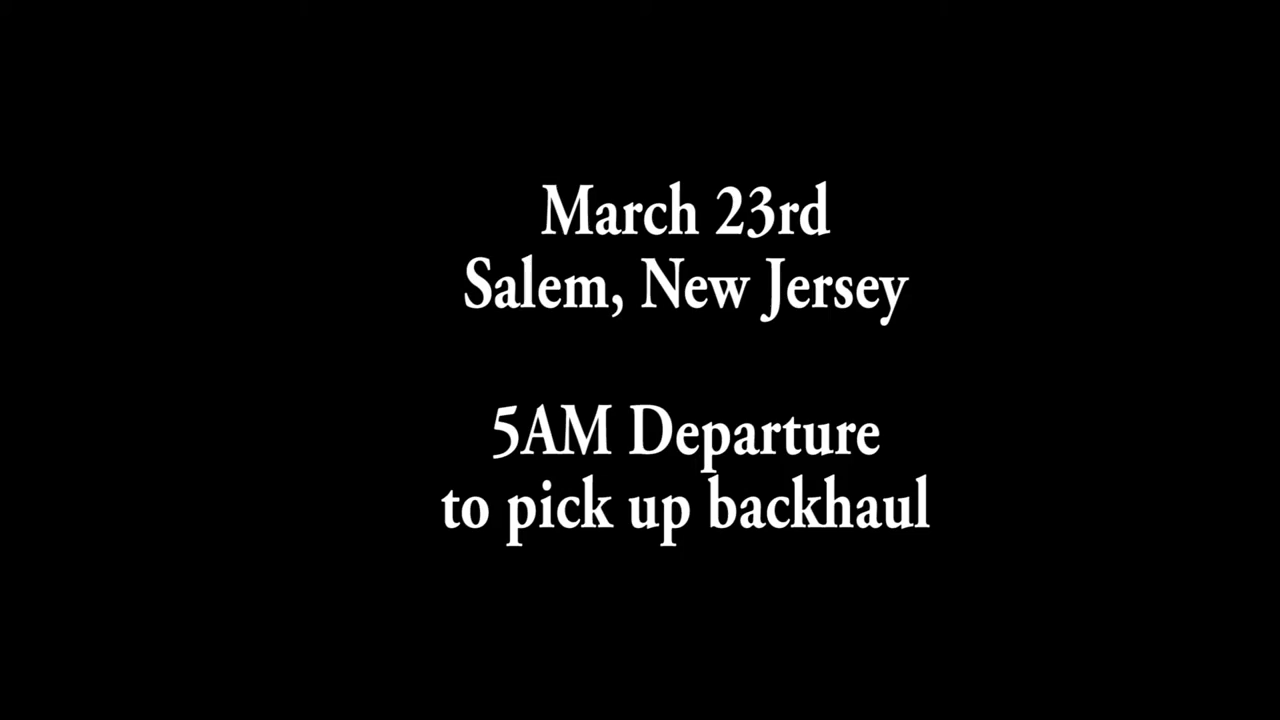 March 23rd
Salem, New Jersey
5AM Departure
to pick up backhaul